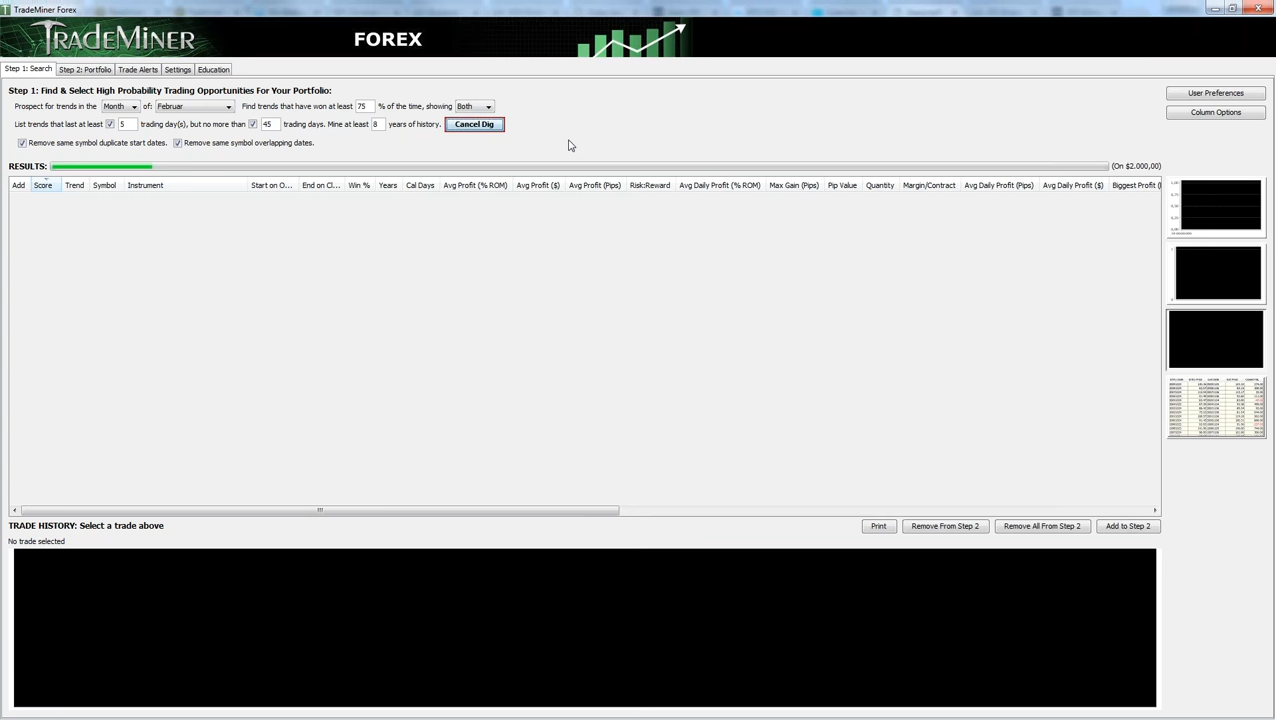 TradeMiner Forex
TRADEMINER
FOREX
Step 1: Search Step 2: Portfolio Trade Alerts Settings Education
Step 1: Find & Select High Probability Trading Opportunities For Your Portfolio:
User Preferences
Prospect for trends in the Month of: Februar Find trends that have won at least 75 % of the time, showing Both
Column Options
List trends that last at least 5 trading day(s), but no more than 45 trading days. Mine at least 8 years of history. Cancel Dig
Remove same symbol duplicate start dates. Remove same symbol overlapping dates.
RESULTS: (On $2.000,00)
Add Score Trend Symbol Instrument Start on O... End on Cl... Win % Years Cal Days Avg Profit (% ROM) Avg Profit ($) Avg Profit (Pips) Risk:Reward Avg Daily Profit (% ROM) Max Gain (Pips) Pip Value Quantity Margin/Contract Avg Daily Profit (Pips) Avg Daily Profit ($) Biggest Profit (
TRADE HISTORY: Select a trade above
Print Remove From Step 2 Remove All From Step 2 Add to Step 2
No trade selected